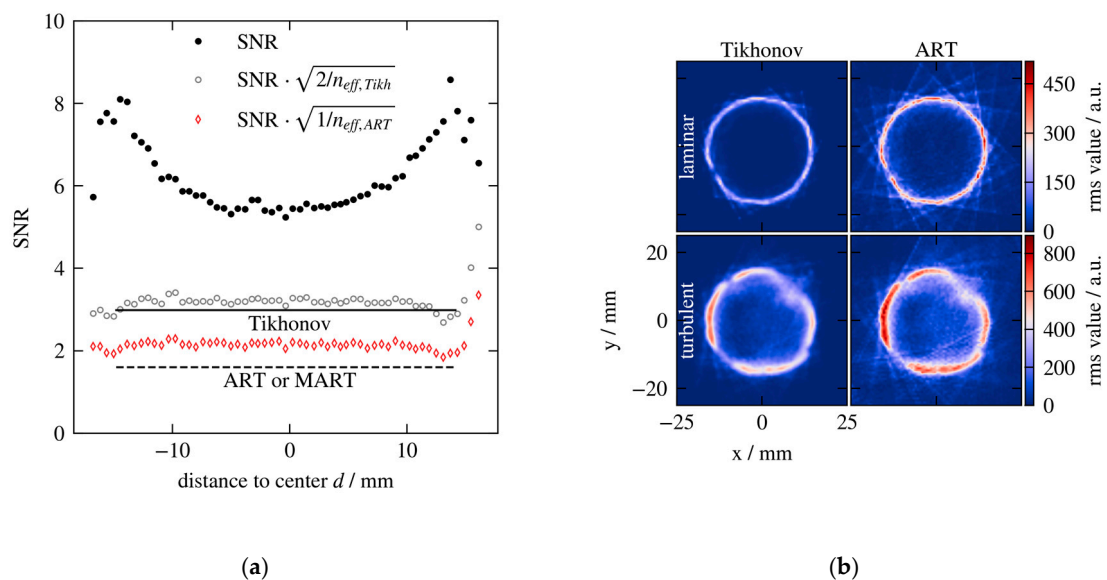 10
8
6
4
2
0
SNR
SNR
SNR · √2/n_eff,Tikh
SNR · √1/n_eff,ART
Tikhonov
ART or MART
−10 0 10
distance to center d / mm
(a)
Tikhonov ART
laminar
turbulent
450
300
150
0
rms value / a.u.
800
600
400
200
0
rms value / a.u.
20
0
−20
y / mm
−25 0 25
x / mm
(b)